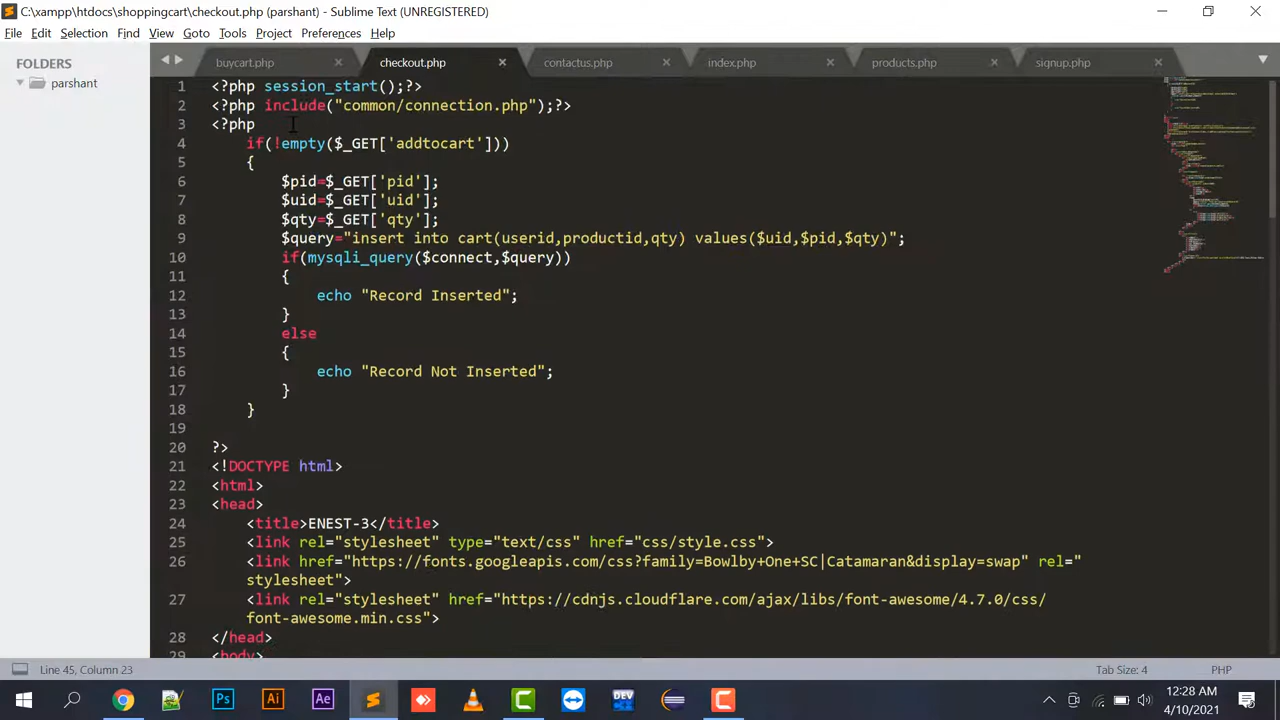 C:\xampp\htdocs\shoppingcart\checkout.php (parshant) - Sublime Text (UNREGISTERED)
File Edit Selection View Goto Tools Project Preferences Help
FOLDERS
parshant
buycart.php checkout.php contactus.php index.php products.php signup.php
1 <?php session_start();?>
2 <?php include("common/connection.php");?>
3 <?php
4 if(!empty($_GET['addtocart']))
5 {
6 $pid=$_GET['pid'];
7 $uid=$_GET['uid'];
8 $qty=$_GET['qty'];
9 $query="insert into cart(userid,productid,qty) values($uid,$pid,$qty)";
10 if(mysqli_query($connect,$query))
11 {
12 echo "Record Inserted";
13 }
14 else
15 {
16 echo "Record Not Inserted";
17 }
18 }
19
20 ?>
21 <!DOCTYPE html>
22 <html>
23 <head>
24 <title>ENEST-3</title>
25 <link rel="stylesheet" type="text/css" href="css/style.css">
26 <link href="https://fonts.googleapis.com/css?family=Bowlby+One+SC|Catamaran&display=swap" rel="
stylesheet">
27 <link rel="stylesheet" href="https://cdnjs.cloudflare.com/ajax/libs/font-awesome/4.7.0/css/
font-awesome.min.css">
28 </head>
29 <body>
Line 45, Column 23 Tab Size: 4 PHP
Ps Ai Ae DEV
12:28 AM
4/10/2021